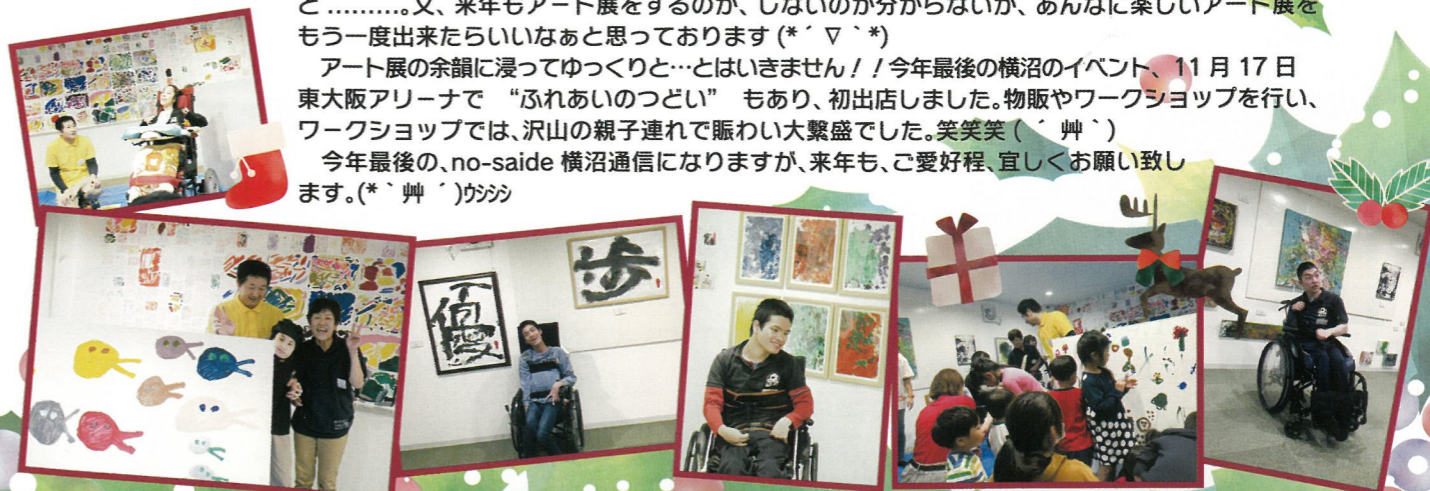 と………。又、来年もアート展をするのか、しないのか分からないが、あんなに楽しいアート展を
もう一度出来たらいいなぁと思っております(*´∇｀*)
アート展の余韻に浸ってゆっくりと…とはいきません！！今年最後の横沼のイベント、11月17日
東大阪アリーナで “ふれあいのつどい” もあり、初出店しました。物販やワークショップを行い、
ワークショップでは、沢山の親子連れで賑わい大繫盛でした。笑笑笑(´艸｀)
今年最後の、no-saide横沼通信になりますが、来年も、ご愛好程、宜しくお願い致し
ます。(*｀艸´)ウシシシ
優
歩